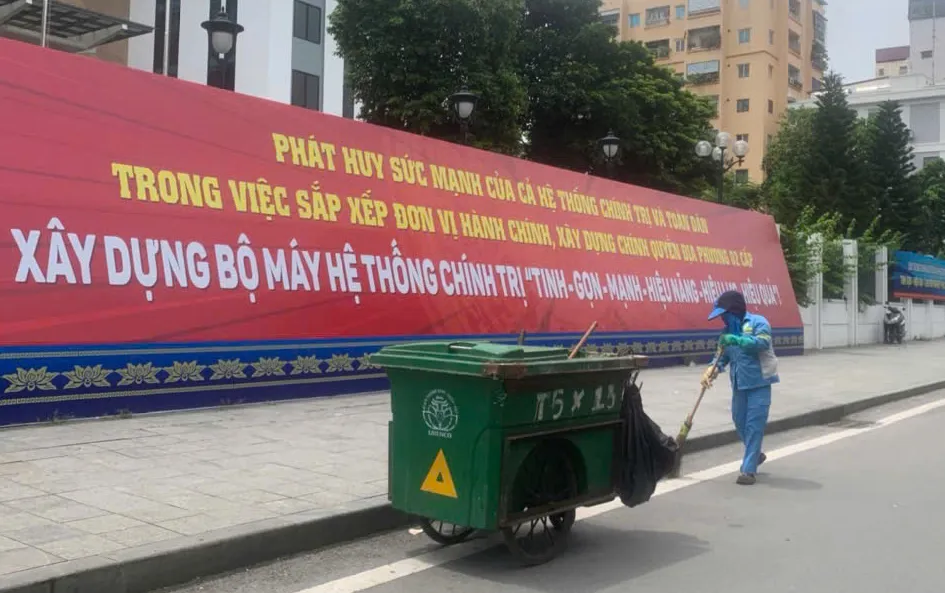 PHÁT HUY SỨC MẠNH CỦA CẢ HỆ THỐNG CHÍNH TRỊ VÀ TOÀN DÂN
TRONG VIỆC SẮP XẾP ĐƠN VỊ HÀNH CHÍNH, XÂY DỰNG CHÍNH QUYỀN ĐỊA PHƯƠNG 02 CẤP
XÂY DỰNG BỘ MÁY HỆ THỐNG CHÍNH TRỊ "TINH-GỌN-MẠNH-HIỆU NĂNG-HIỆU LỰC-HIỆU QUẢ"!
URENCO
T5 x 18